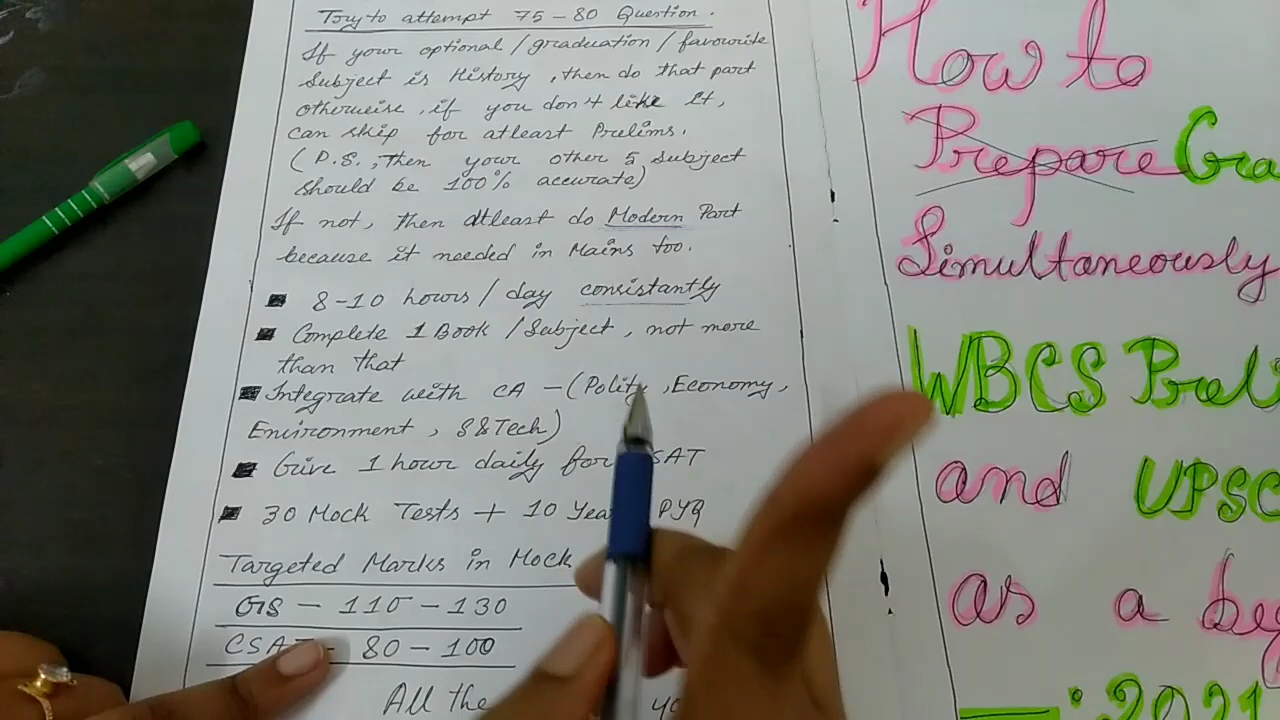 Try to attempt 75-80 Question.
If your optional/graduation/favourite
Subject is History, then do that part
otherweise, if you don't like it,
can skip for atleast Prelims.
(P.S., Then your other 5 Subject
should be 100% accurate)
If not, then atleast do Modern Part
because it needed in Mains too.
■ 8-10 hours/day consistantly
■ Complete 1 Book/Subject, not more
than that
■ Integrate with CA - (Polity, Economy,
Environment, S&Tech)
■ Give 1 hour daily for CSAT
■ 30 Mock Tests + 10 Year PYQ
Targeted Marks in Mock
GS - 110-130
CSAT - 80-100
All the
How to
Prepare
Simultaneously
WBCS
and UPSC
as a
: 2021